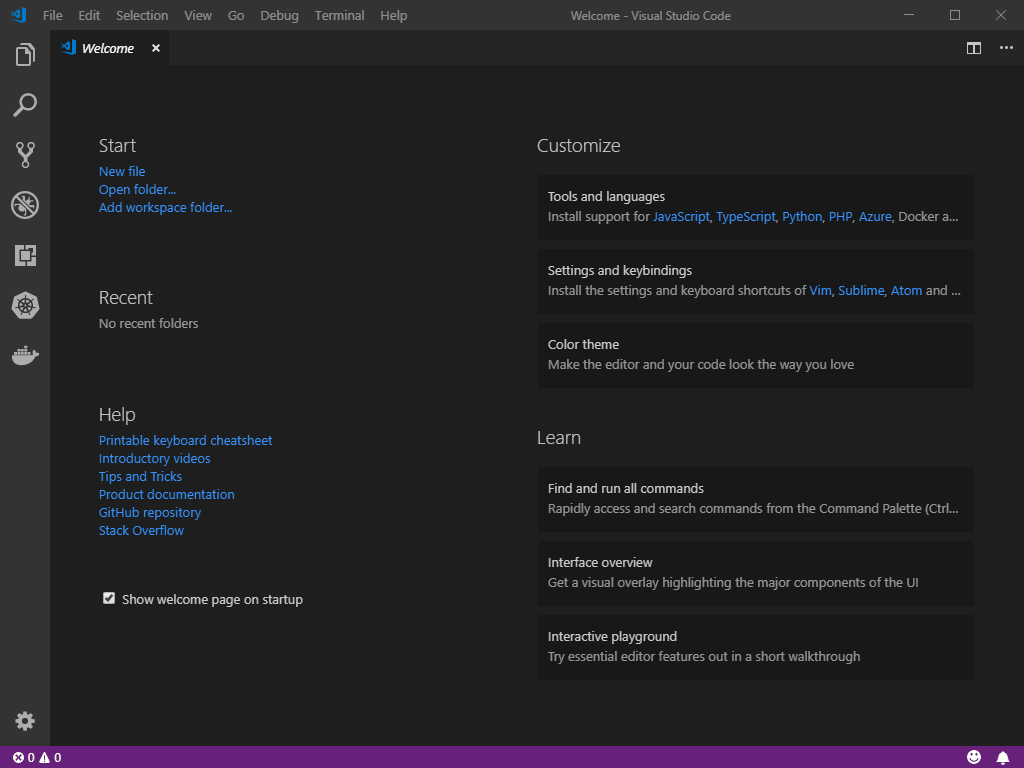 File Edit Selection View Go Debug Terminal Help
Welcome - Visual Studio Code
Welcome
Start
New file
Open folder...
Add workspace folder...
Recent
No recent folders
Help
Printable keyboard cheatsheet
Introductory videos
Tips and Tricks
Product documentation
GitHub repository
Stack Overflow
Show welcome page on startup
Customize
Tools and languages
Install support for JavaScript, TypeScript, Python, PHP, Azure, Docker a...
Settings and keybindings
Install the settings and keyboard shortcuts of Vim, Sublime, Atom and ...
Color theme
Make the editor and your code look the way you love
Learn
Find and run all commands
Rapidly access and search commands from the Command Palette (Ctrl...
Interface overview
Get a visual overlay highlighting the major components of the UI
Interactive playground
Try essential editor features out in a short walkthrough
0 0